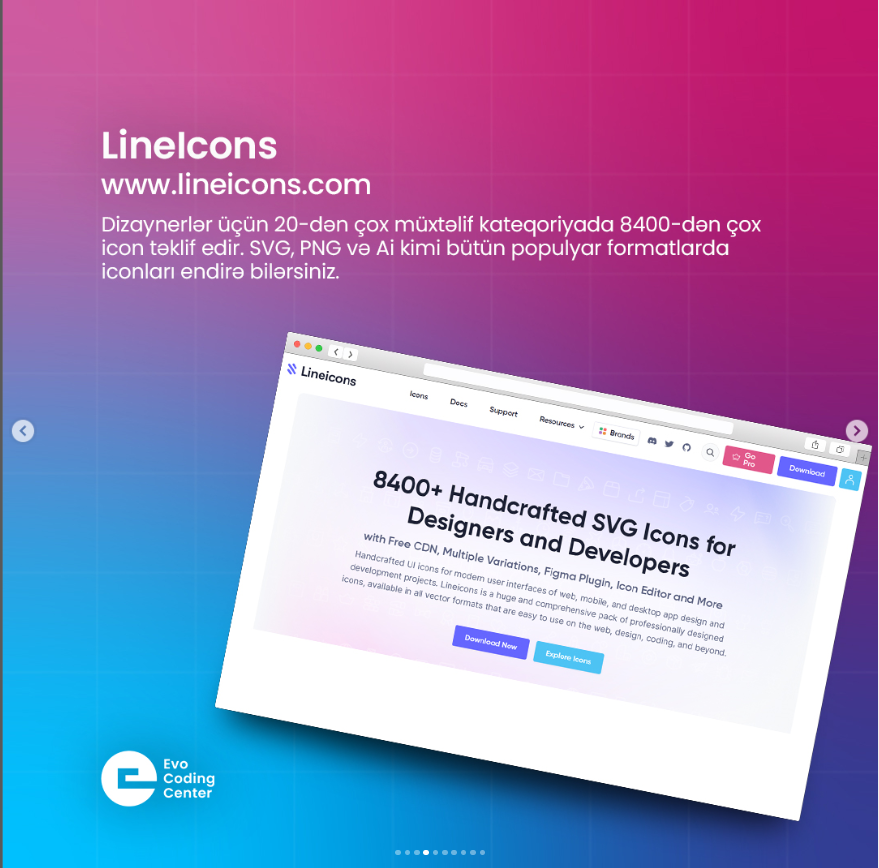 LineIcons
www.lineicons.com
Dizaynerlər üçün 20-dən çox müxtəlif kateqoriyada 8400-dən çox
icon təklif edir. SVG, PNG və Ai kimi bütün populyar formatlarda
iconları endirə bilərsiniz.
Lineicons
Icons Docs Support Resources Brands Go Pro Download
8400+ Handcrafted SVG Icons for
Designers and Developers
with Free CDN, Multiple Variations, Figma Plugin, Icon Editor and More
Handcrafted UI icons for modern user interfaces of web, mobile, and desktop app design and
development projects. Lineicons is a huge and comprehensive pack of professionally designed
icons, available in all vector formats that are easy to use on the web, design, coding, and beyond.
Download Now Explore Icons
Evo
Coding
Center